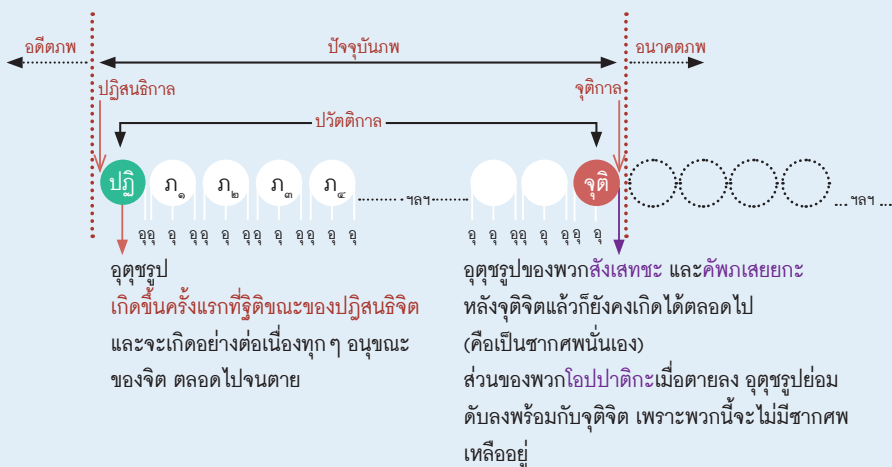 อดีตภพ ปัจจุบันภพ อนาคตภพ
ปฏิสนธิกาล จุติกาล
ปวัตติกาล
ปฏิ ภ๑ ภ๒ ภ๓ ภ๔ ฯลฯ จุติ ฯลฯ
อุ อุ อุ อุ อุ อุ อุ อุ อุ อุ อุ อุ อุ อุ อุ อุ อุ อุ อุ อุ
อุตุชรูป
เกิดขึ้นครั้งแรกที่ฐิติขณะของปฏิสนธิจิต
และจะเกิดอย่างต่อเนื่องทุก ๆ อนุขณะ
ของจิต ตลอดไปจนตาย
อุตุชรูปของพวกสังเสทชะ และคัพภเสยยกะ
หลังจุติจิตแล้วก็ยังคงเกิดได้ตลอดไป
(คือเป็นซากศพนั่นเอง)
ส่วนของพวกโอปปาติกะเมื่อตายลง อุตุชรูปย่อม
ดับลงพร้อมกับจุติจิต เพราะพวกนี้จะไม่มีซากศพ
เหลืออยู่